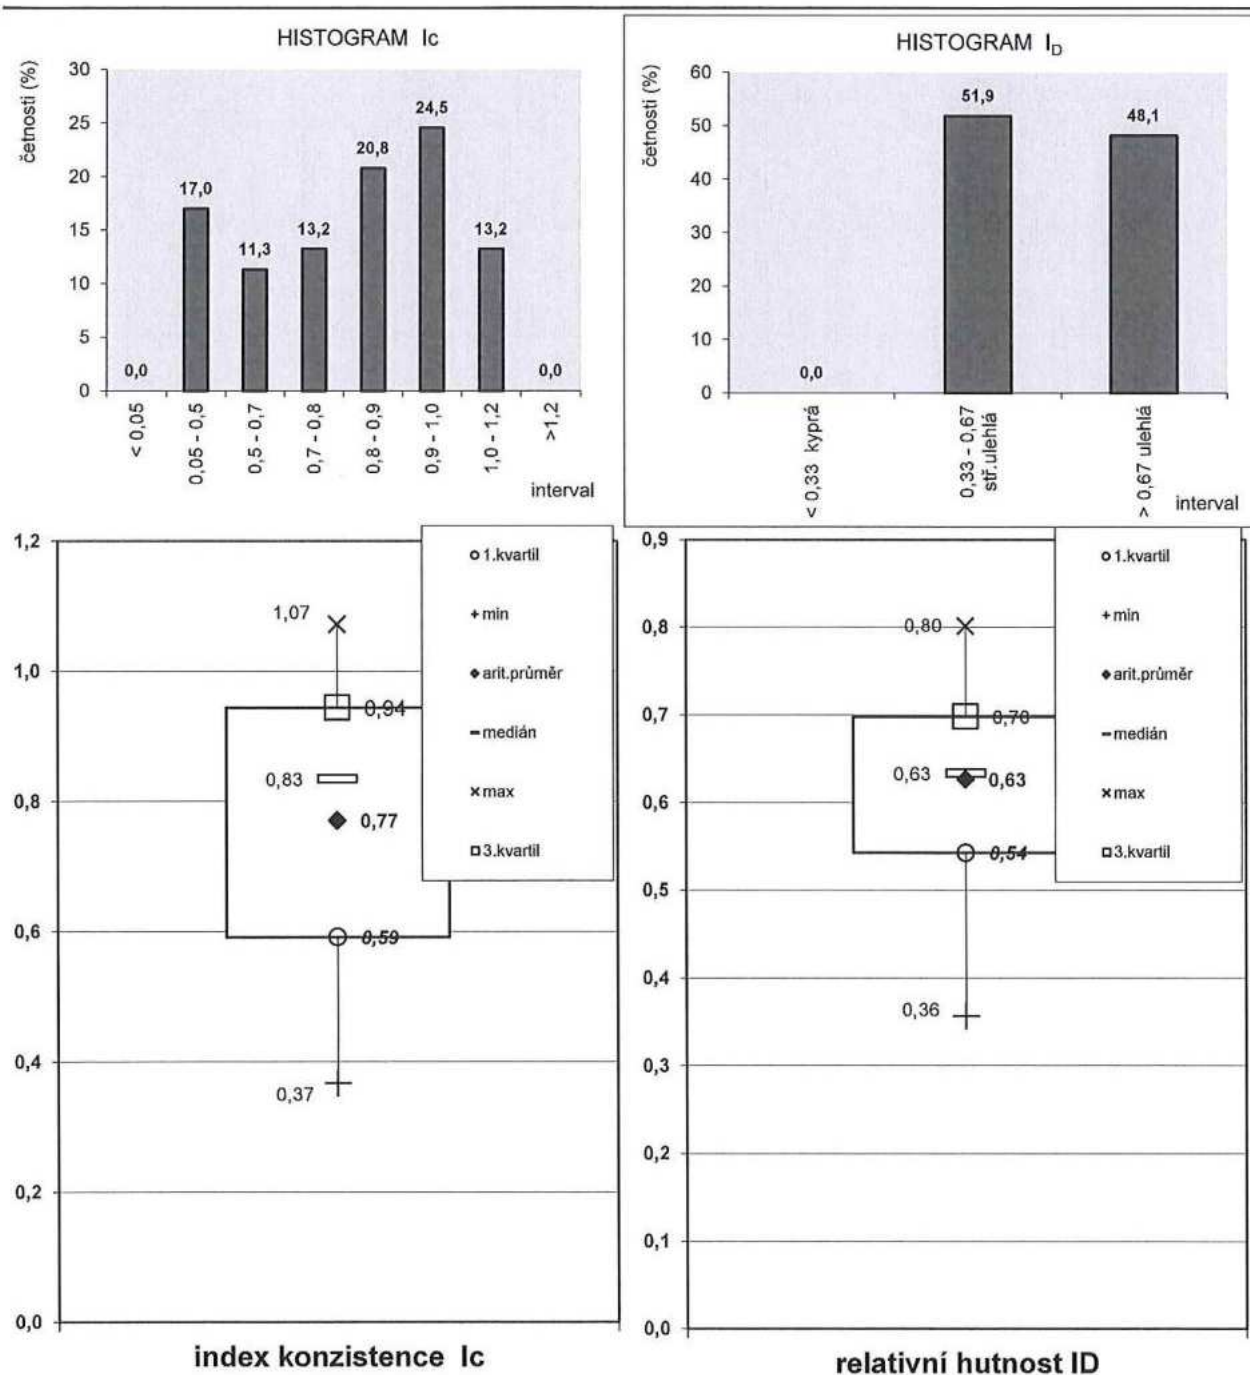 HISTOGRAM Ic
četnosti (%)
30
25
20
15
10
5
0
0,0
17,0
11,3
13,2
20,8
24,5
13,2
0,0
< 0,05
0,05 - 0,5
0,5 - 0,7
0,7 - 0,8
0,8 - 0,9
0,9 - 1,0
1,0 - 1,2
>1,2
interval
HISTOGRAM ID
četnosti (%)
60
50
40
30
20
10
0
0,0
51,9
48,1
< 0,33 kyprá
0,33 - 0,67
stř.ulehlá
> 0,67 ulehlá
interval
1,2
1,0
0,8
0,6
0,4
0,2
0,0
1,07
0,94
0,83
0,77
0,59
0,37
1.kvartil
min
arit.průměr
medián
max
3.kvartil
index konzistence Ic
0,9
0,8
0,7
0,6
0,5
0,4
0,3
0,2
0,1
0,0
0,80
0,70
0,63
0,63
0,54
0,36
1.kvartil
min
arit.průměr
medián
max
3.kvartil
relativní hutnost ID